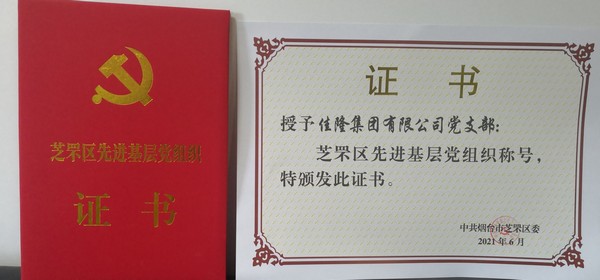 芝罘区先进基层党组织
证书
证书
授予佳隆集团有限公司党支部:
芝罘区先进基层党组织称号,
特颁发此证书。
中共烟台市芝罘区委
2021年6月